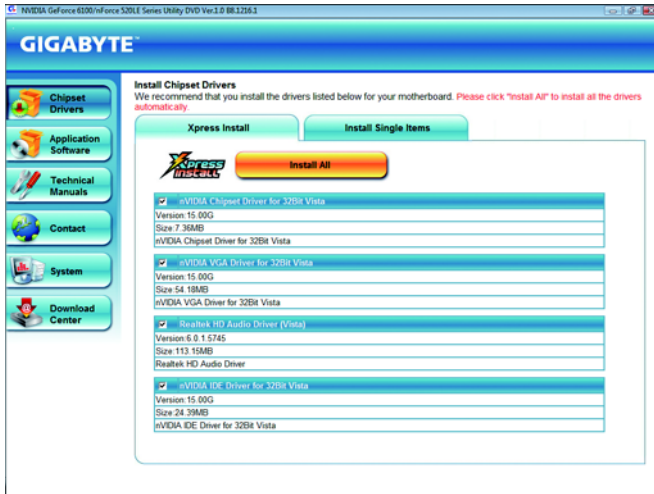 NVIDIA GeForce 6100/nForce 520LE Series Utility DVD Ver.1.0 B8.1216.1
GIGABYTE™
Chipset
Drivers
Application
Software
Technical
Manuals
Contact
System
Download
Center
Install Chipset Drivers
We recommend that you install the drivers listed below for your motherboard. Please click "Install All" to install all the drivers
automatically.
Xpress Install
Install Single Items
Xpress
INSTALL
Install All
nVIDIA Chipset Driver for 32Bit Vista
Version:15.00G
Size:7.36MB
nVIDIA Chipset Driver for 32Bit Vista
nVIDIA VGA Driver for 32Bit Vista
Version:15.00G
Size:54.18MB
nVIDIA VGA Driver for 32Bit Vista
Realtek HD Audio Driver (Vista)
Version:6.0.1.5745
Size:113.15MB
Realtek HD Audio Driver
nVIDIA IDE Driver for 32Bit Vista
Version:15.00G
Size:24.39MB
nVIDIA IDE Driver for 32Bit Vista